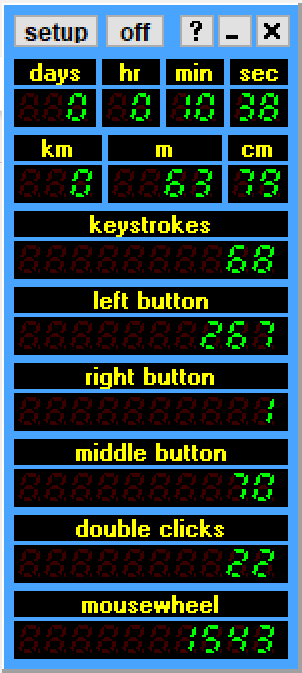 setup off ? _ ×
days hr min sec
0 0 10 38
km m cm
0 63 73
keystrokes
68
left button
267
right button
1
middle button
70
double clicks
22
mousewheel
1543